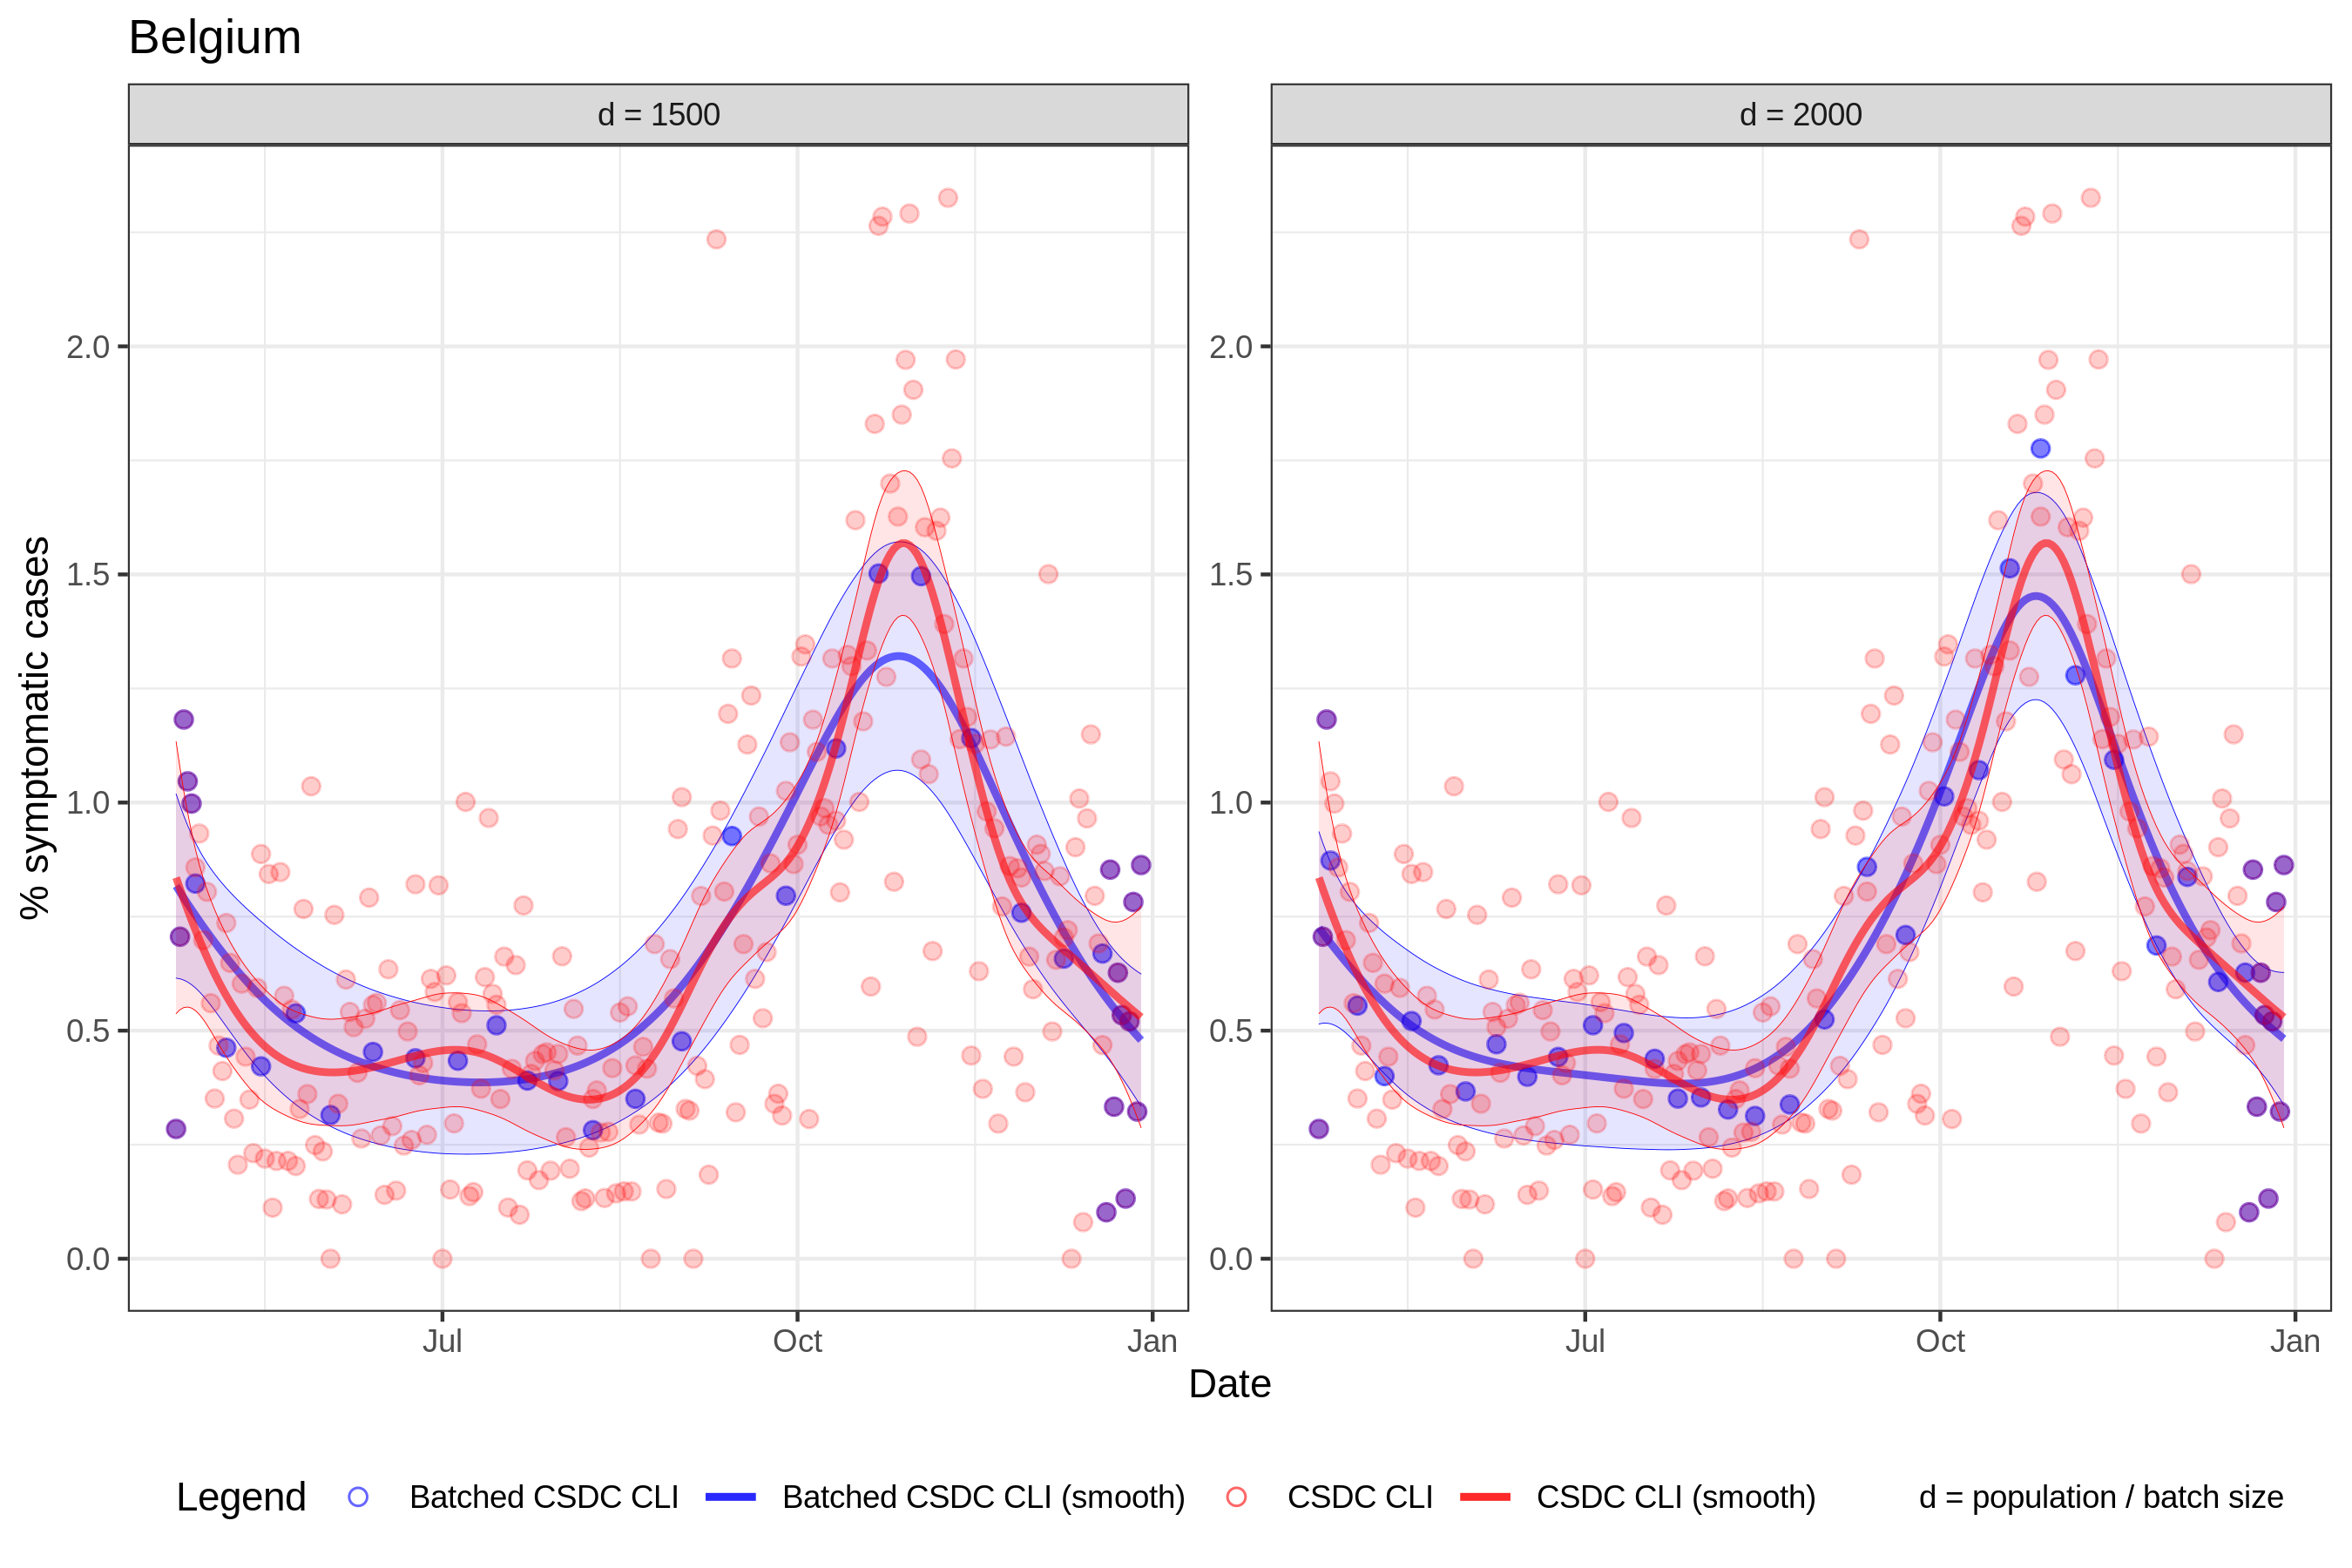 Belgium
d = 1500
d = 2000
% symptomatic cases
2.0
1.5
1.0
0.5
0.0
2.0
1.5
1.0
0.5
0.0
Jul Oct Jan
Jul Oct Jan
Date
Legend Batched CSDC CLI Batched CSDC CLI (smooth) CSDC CLI CSDC CLI (smooth) d = population / batch size